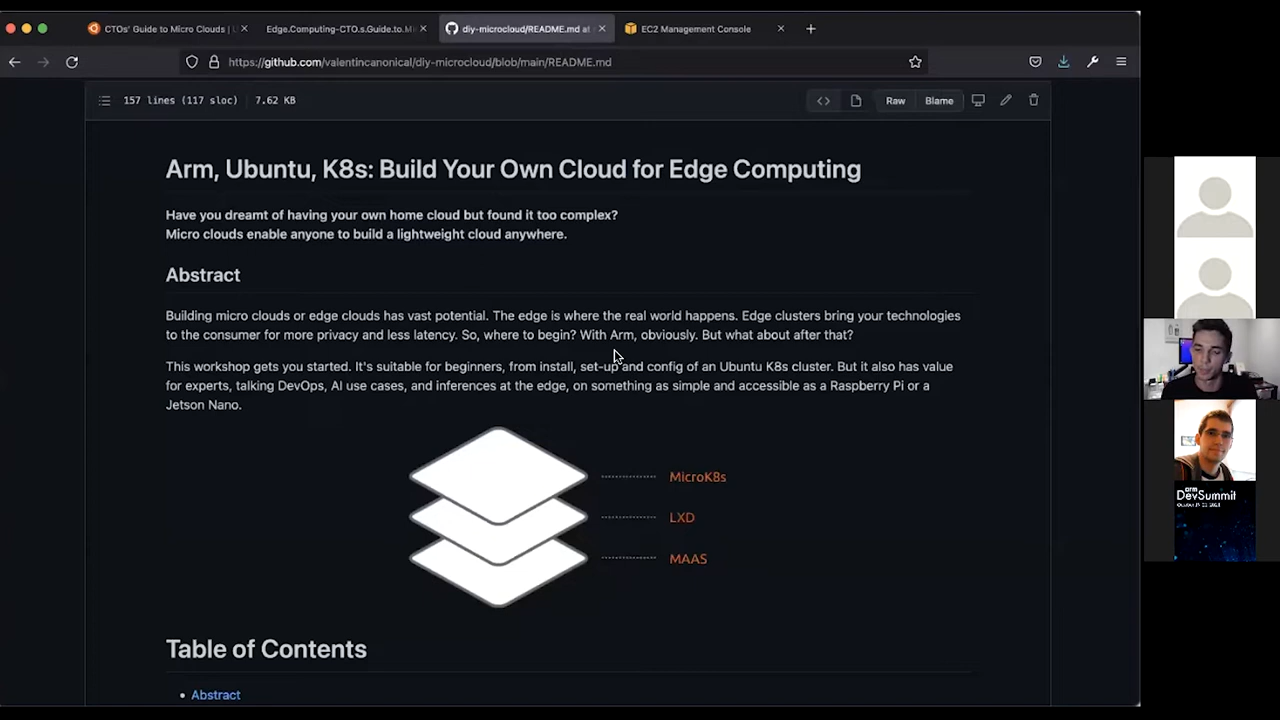 CTOs' Guide to Micro Clouds |
Edge.Computing-CTO.s.Guide.to.M
diy-microcloud/README.md at
EC2 Management Console
https://github.com/valentincanonical/diy-microcloud/blob/main/README.md
157 lines (117 sloc) 7.62 KB
Raw Blame
Arm, Ubuntu, K8s: Build Your Own Cloud for Edge Computing
Have you dreamt of having your own home cloud but found it too complex?
Micro clouds enable anyone to build a lightweight cloud anywhere.
Abstract
Building micro clouds or edge clouds has vast potential. The edge is where the real world happens. Edge clusters bring your technologies
to the consumer for more privacy and less latency. So, where to begin? With Arm, obviously. But what about after that?
This workshop gets you started. It's suitable for beginners, from install, set-up and config of an Ubuntu K8s cluster. But it also has value
for experts, talking DevOps, AI use cases, and inferences at the edge, on something as simple and accessible as a Raspberry Pi or a
Jetson Nano.
MicroK8s
LXD
MAAS
Table of Contents
• Abstract
arm
DevSummit